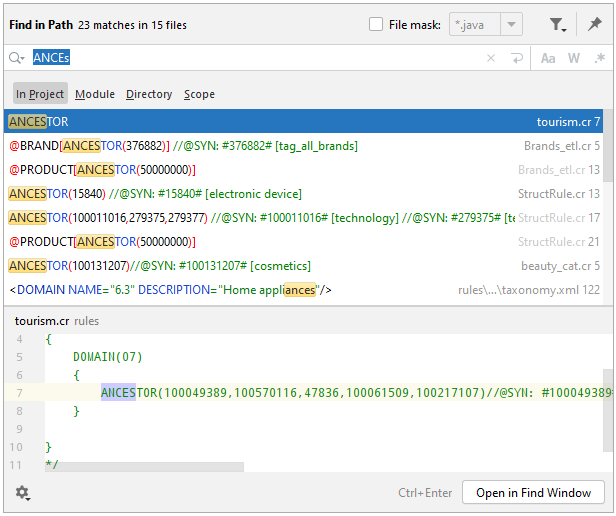 Find in Path 23 matches in 15 files File mask: *.java
ANCEs Aa W .*
In Project Module Directory Scope
ANCESTOR tourism.cr 7
@BRAND[ANCESTOR(376882)] //@SYN: #376882# [tag_all_brands] Brands_etl.cr 5
@PRODUCT[ANCESTOR(50000000)] Brands_etl.cr 13
ANCESTOR(15840) //@SYN: #15840# [electronic device] StructRule.cr 13
ANCESTOR(100011016,279375,279377) //@SYN: #100011016# [technology] //@SYN: #279375# [te StructRule.cr 17
@PRODUCT[ANCESTOR(50000000)] StructRule.cr 21
ANCESTOR(100131207)//@SYN: #100131207# [cosmetics] beauty_cat.cr 5
<DOMAIN NAME="6.3" DESCRIPTION="Home appliances"/> rules\...\taxonomy.xml 122
tourism.cr rules
4 {
5 DOMAIN(07)
6 {
7 ANCESTOR(100049389,100570116,47836,100061509,100217107)//@SYN: #100049389#
8 }
9
10 }
11 */
Ctrl+Enter Open in Find Window